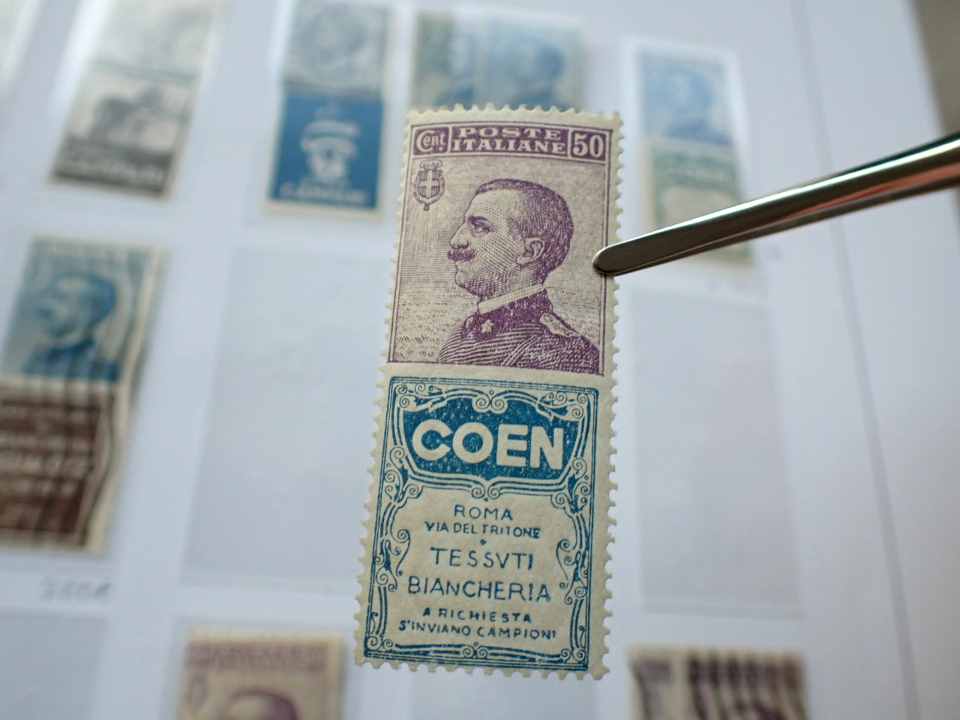 Cent POSTE ITALIANE 50
COEN
ROMA
VIA DEL TRITONE
TESSVTI
BIANCHERIA
A RICHIESTA
S'INVIANO CAMPIONI